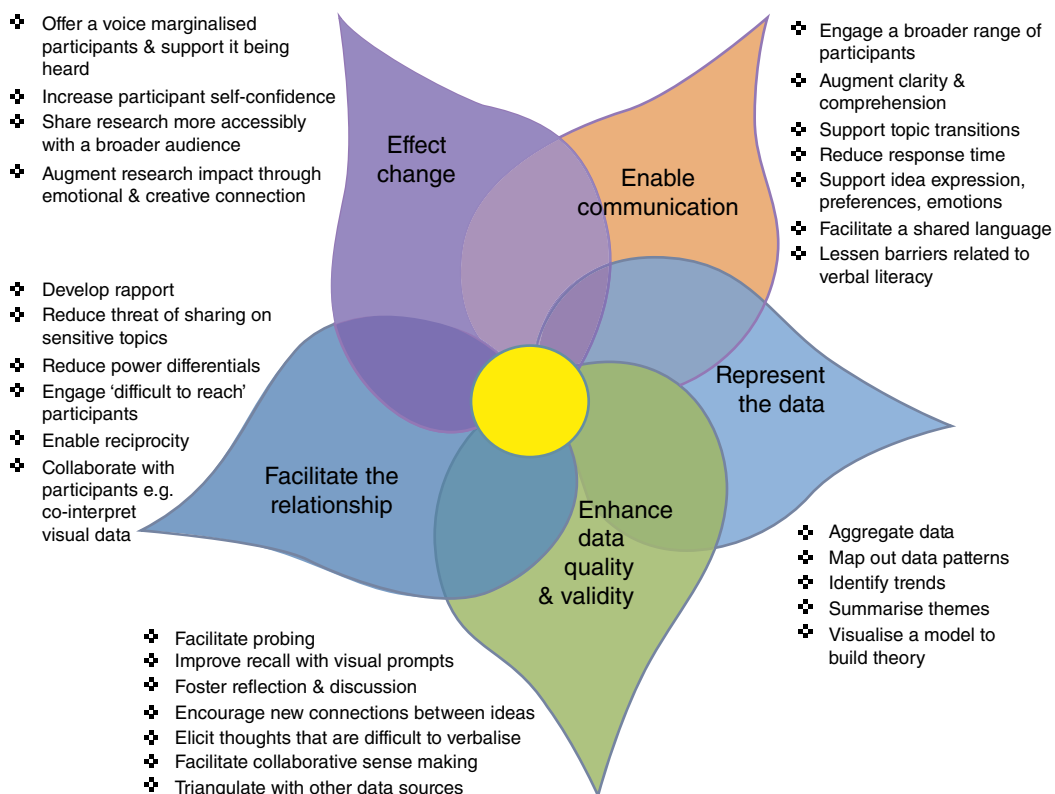 Offer a voice marginalised
participants & support it being
heard
Increase participant self-confidence
Share research more accessibly
with a broader audience
Augment research impact through
emotional & creative connection
Effect
change
Enable
communication
Engage a broader range of
participants
Augment clarity &
comprehension
Support topic transitions
Reduce response time
Support idea expression,
preferences, emotions
Facilitate a shared language
Lessen barriers related to
verbal literacy
Develop rapport
Reduce threat of sharing on
sensitive topics
Reduce power differentials
Engage ‘difficult to reach’
participants
Enable reciprocity
Collaborate with
participants e.g.
co-interpret
visual data
Facilitate the
relationship
Represent
the data
Enhance
data
quality
& validity
Aggregate data
Map out data patterns
Identify trends
Summarise themes
Visualise a model to
build theory
Facilitate probing
Improve recall with visual prompts
Foster reflection & discussion
Encourage new connections between ideas
Elicit thoughts that are difficult to verbalise
Facilitate collaborative sense making
Triangulate with other data sources